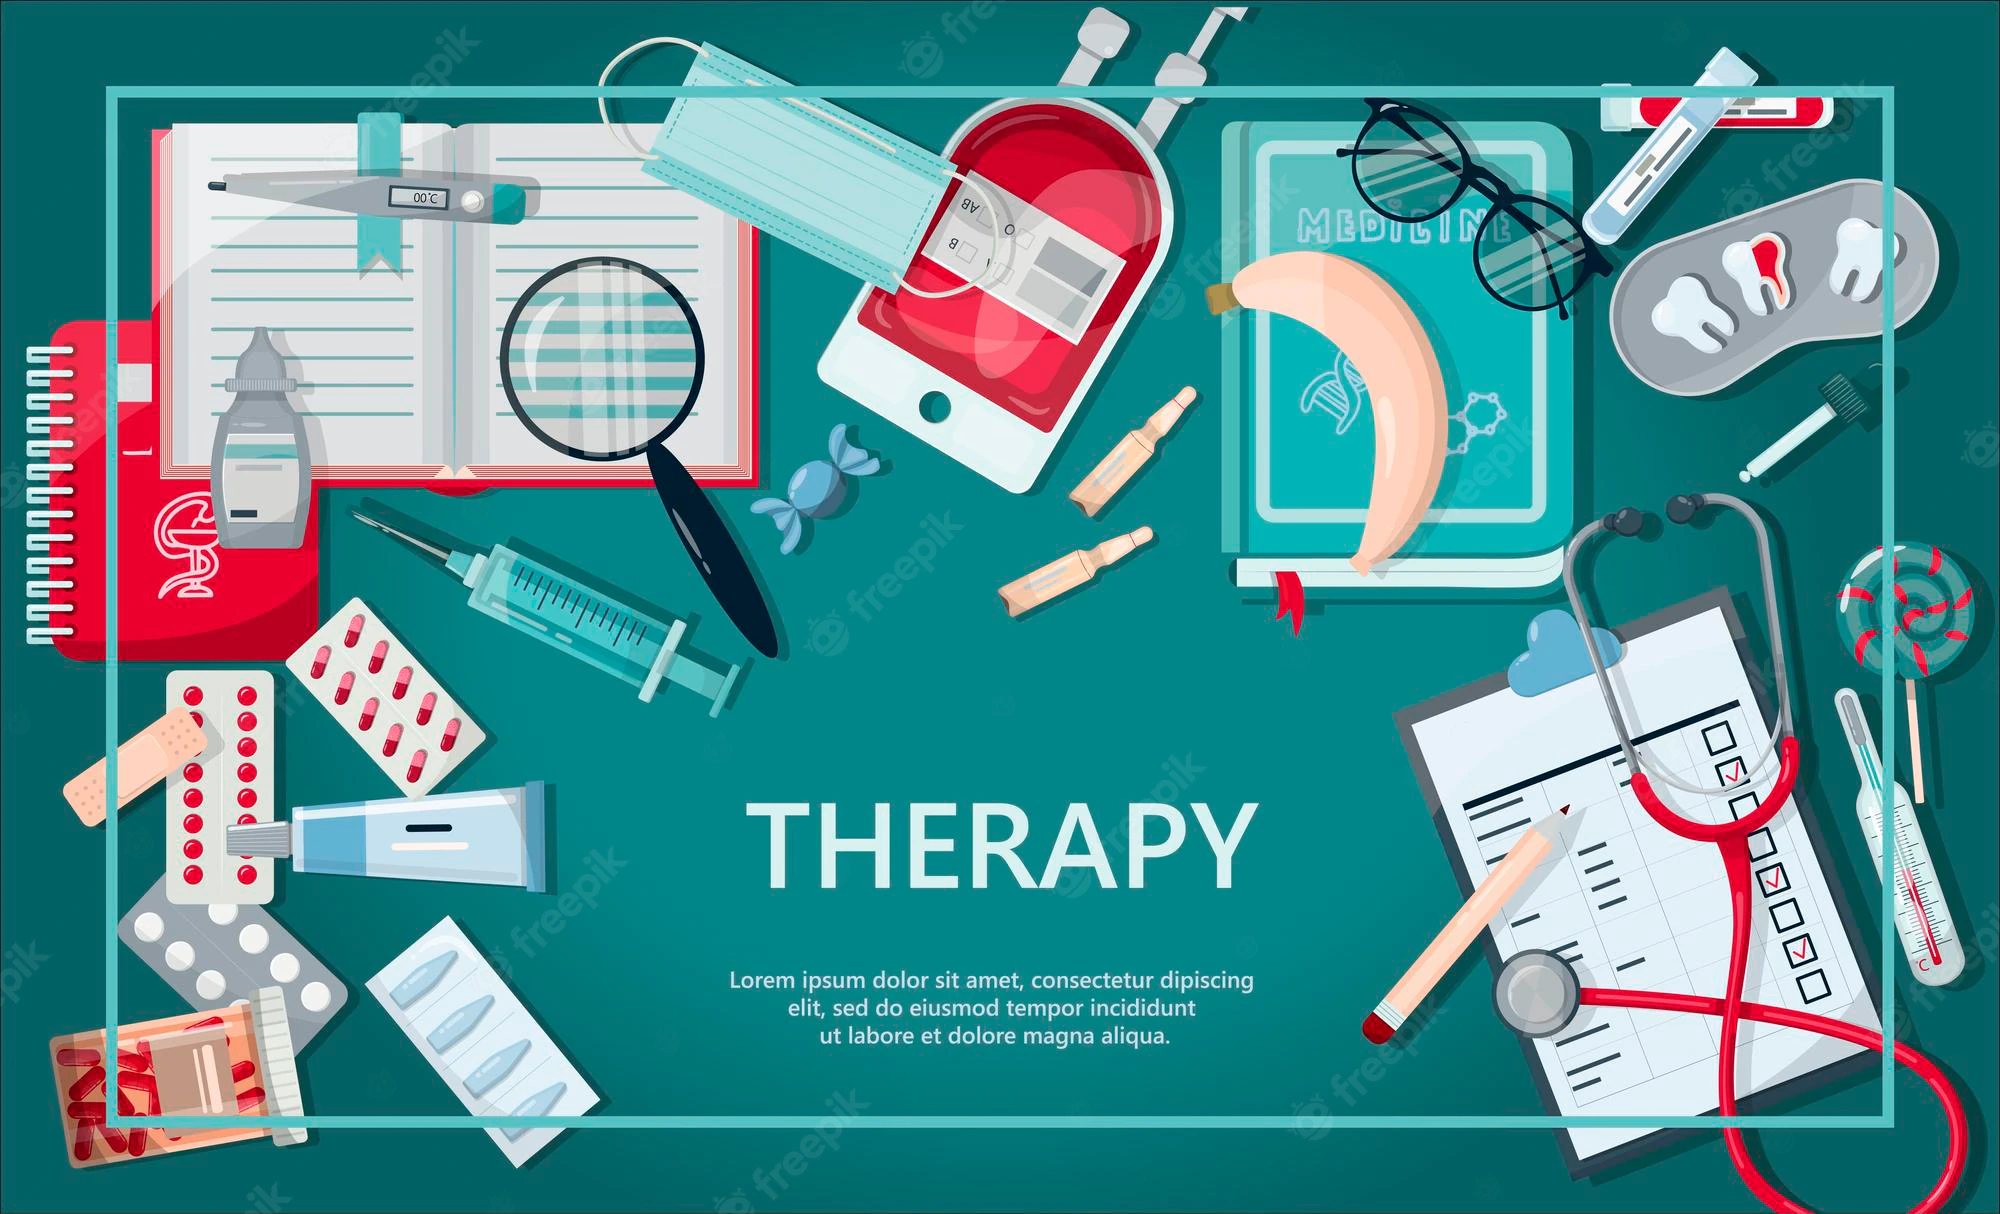 00°C
AB
B
O
MEDICINE
THERAPY
Lorem ipsum dolor sit amet, consectetur dipiscing
elit, sed do eiusmod tempor incididunt
ut labore et dolore magna aliqua.
°C
freepik